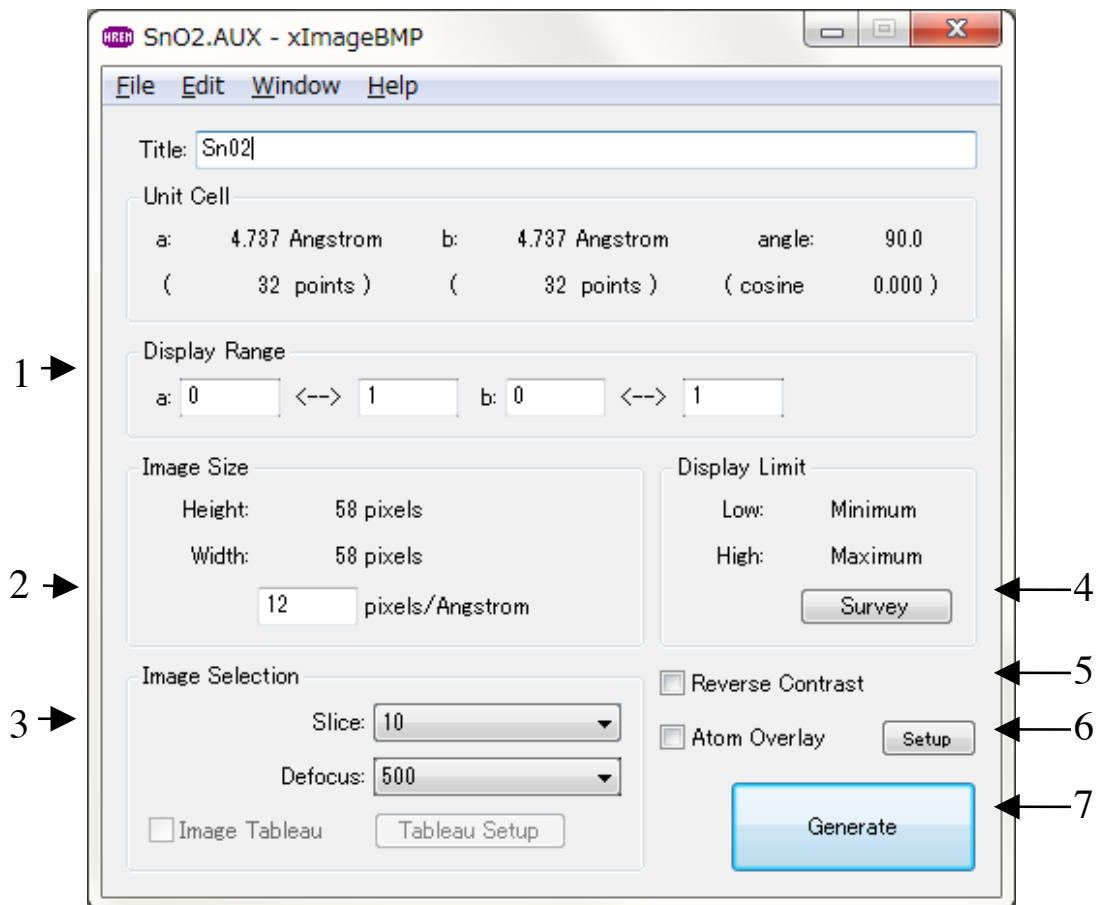 HREM SnO2.AUX - xImageBMP
File Edit Window Help
Title: Sn02
Unit Cell
a: 4.737 Angstrom b: 4.737 Angstrom angle: 90.0
( 32 points ) ( 32 points ) ( cosine 0.000 )
1
Display Range
a: 0 <--> 1 b: 0 <--> 1
Image Size
Height: 58 pixels
Width: 58 pixels
2
12 pixels/Angstrom
Display Limit
Low: Minimum
High: Maximum
Survey
4
Image Selection
3
Slice: 10
Defocus: 500
Image Tableau Tableau Setup
Reverse Contrast
5
Atom Overlay Setup
6
Generate
7